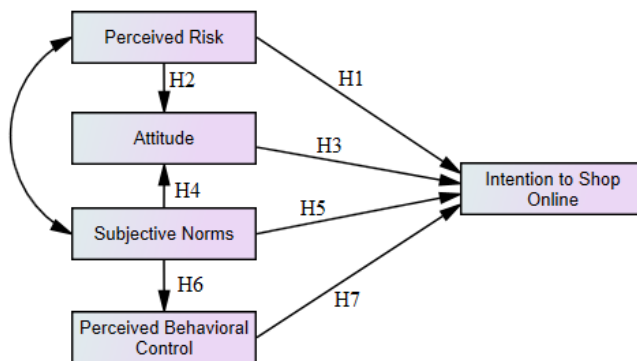 Perceived Risk
H1
H2
Attitude
H3
Intention to Shop
Online
H4
Subjective Norms
H5
H6
H7
Perceived Behavioral
Control